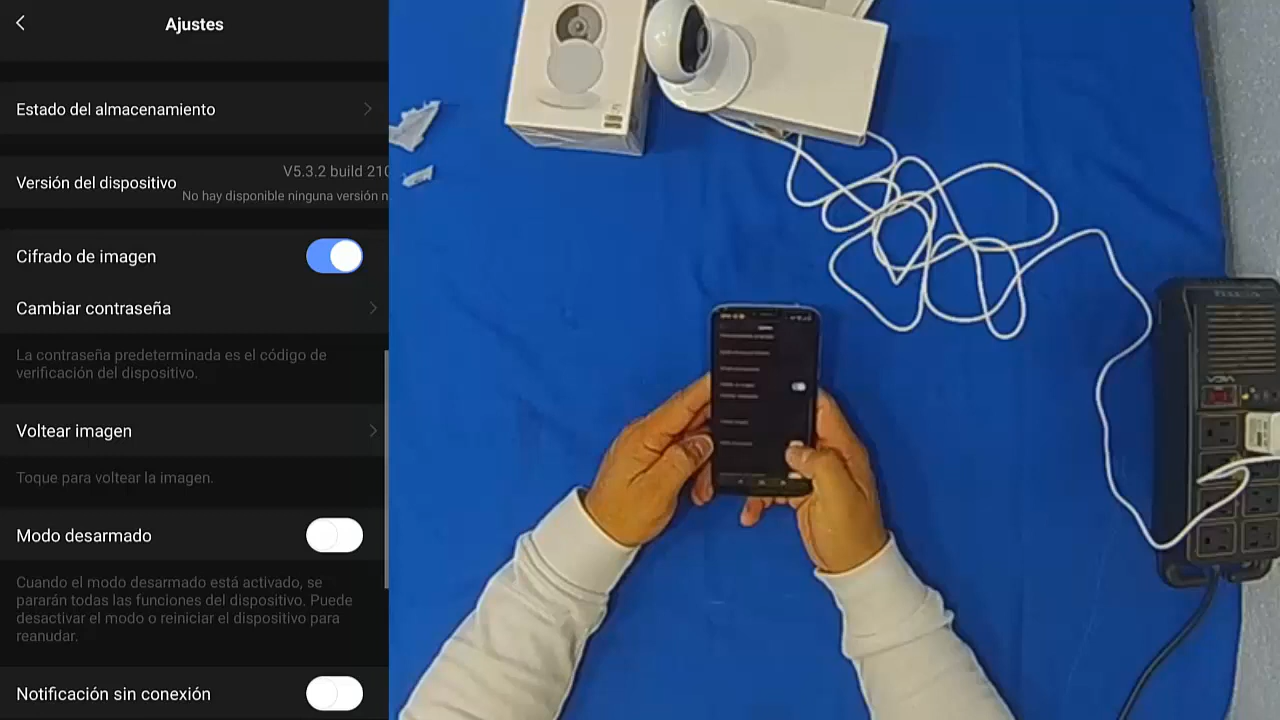 Ajustes
Estado del almacenamiento
V5.3.2 build 210
Versión del dispositivo
No hay disponible ninguna versión n
Cifrado de imagen
Cambiar contraseña
La contraseña predeterminada es el código de
verificación del dispositivo.
Voltear imagen
Toque para voltear la imagen.
Modo desarmado
Cuando el modo desarmado está activado, se
pararán todas las funciones del dispositivo. Puede
desactivar el modo o reiniciar el dispositivo para
reanudar.
Notificación sin conexión